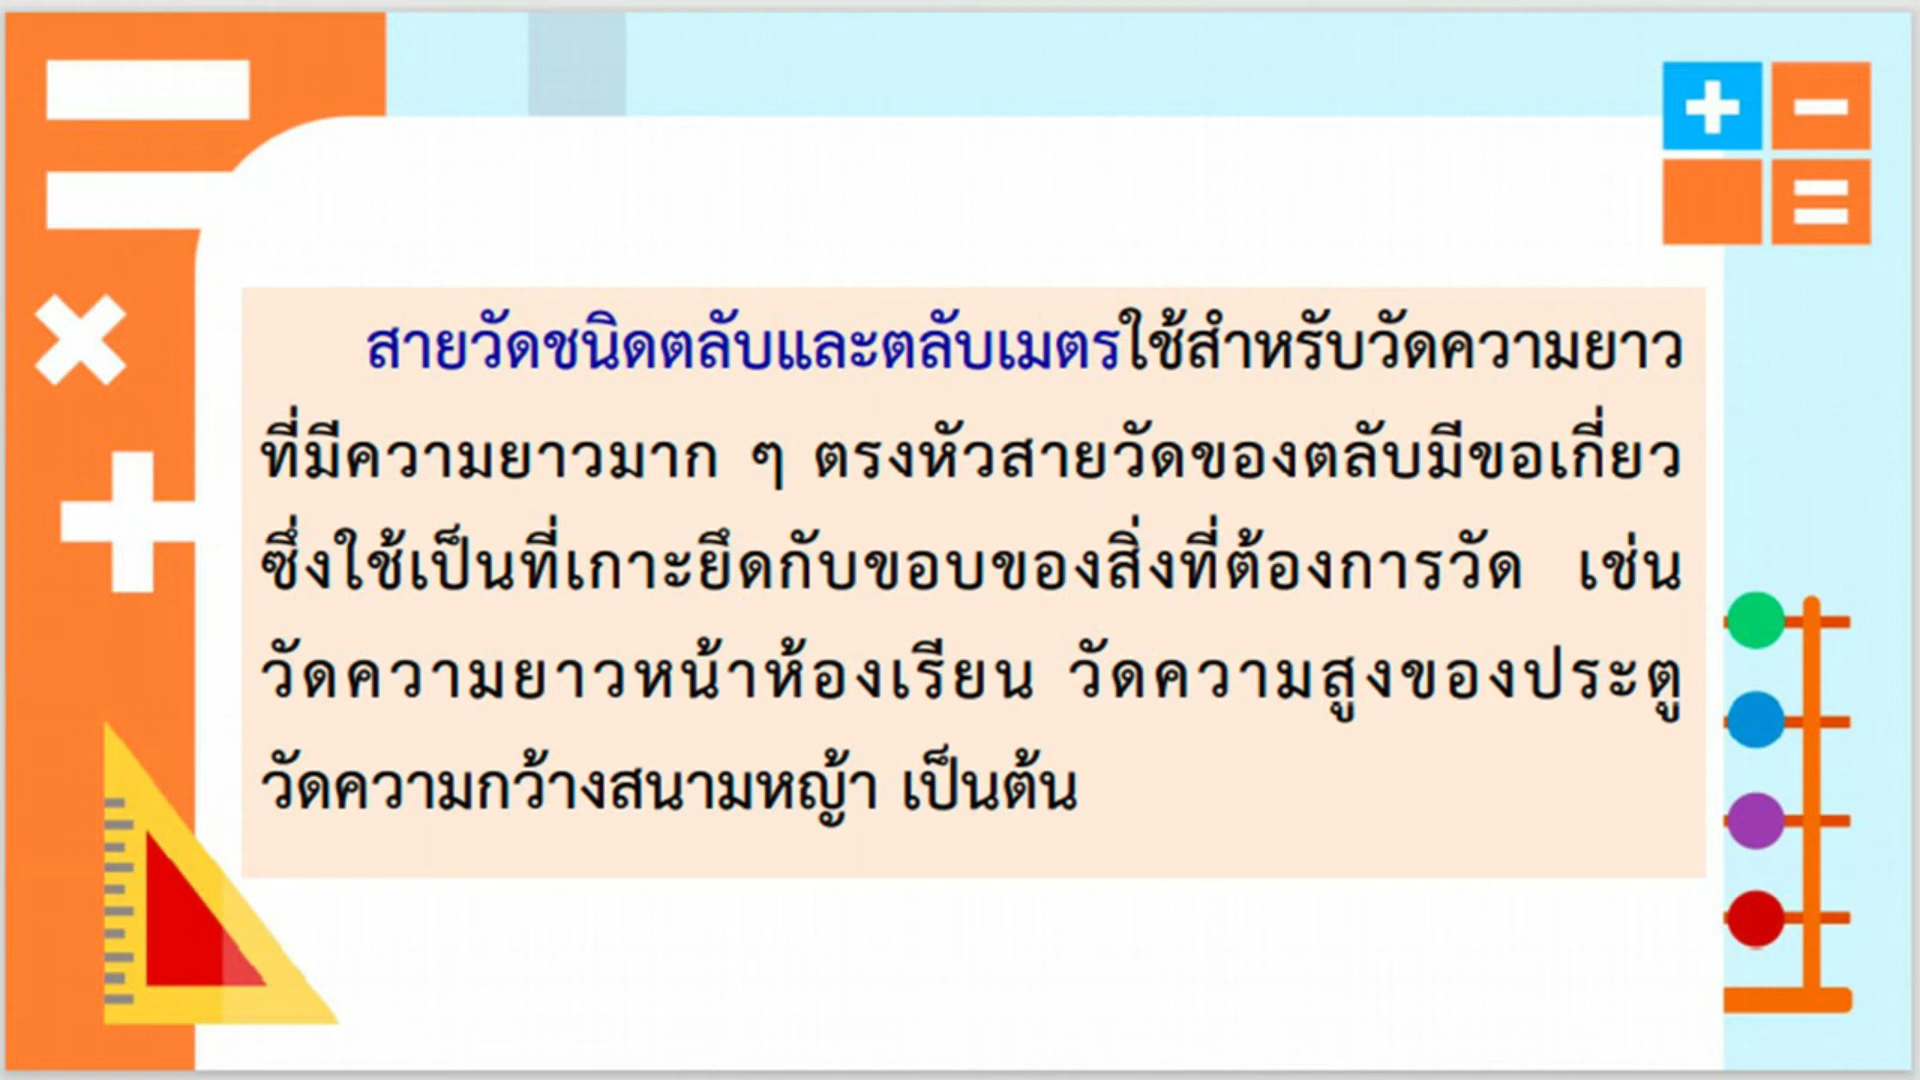 สายวัดชนิดตลับและตลับเมตรใช้สำหรับวัดความยาว
ที่มีความยาวมาก ๆ ตรงหัวสายวัดของตลับมีขอเกี่ยว
ซึ่งใช้เป็นที่เกาะยึดกับขอบของสิ่งที่ต้องการวัด เช่น
วัดความยาวหน้าห้องเรียน วัดความสูงของประตู
วัดความกว้างสนามหญ้า เป็นต้น